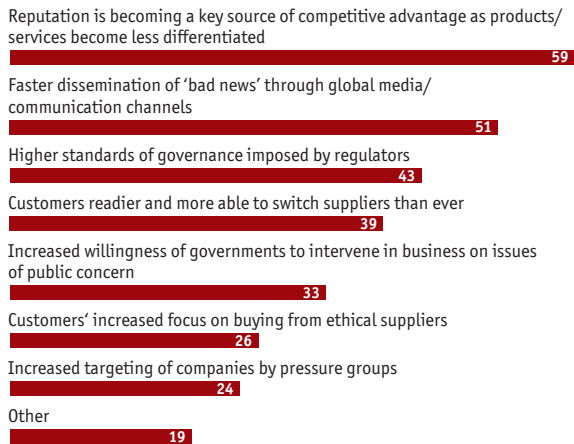 Reputation is becoming a key source of competitive advantage as products/
services become less differentiated
59
Faster dissemination of ‘bad news’ through global media/
communication channels
51
Higher standards of governance imposed by regulators
43
Customers readier and more able to switch suppliers than ever
39
Increased willingness of governments to intervene in business on issues
of public concern
33
Customers‘ increased focus on buying from ethical suppliers
26
Increased targeting of companies by pressure groups
24
Other
19